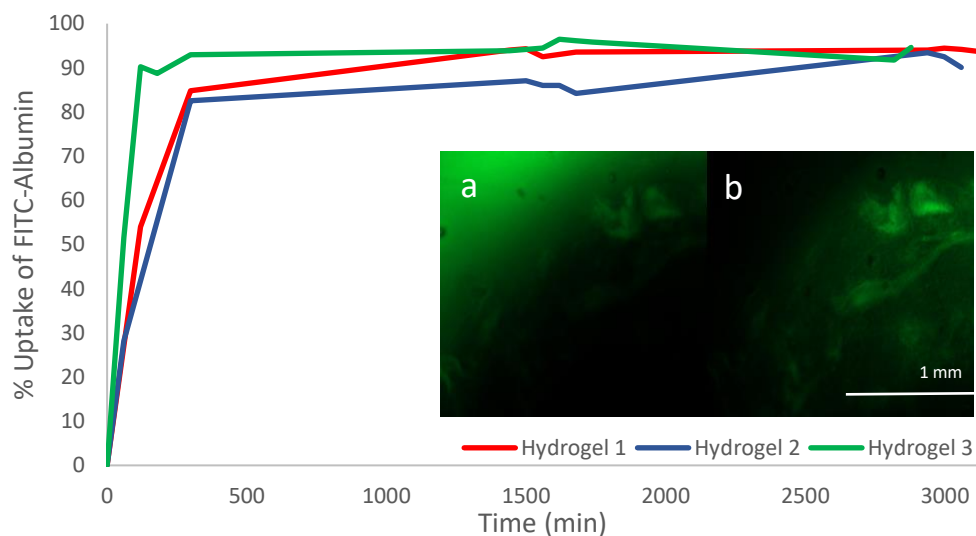 % Uptake of FITC-Albumin
100
90
80
70
60
50
40
30
20
10
0
a
b
1 mm
Hydrogel 1
Hydrogel 2
Hydrogel 3
0
500
1000
1500
2000
2500
3000
Time (min)